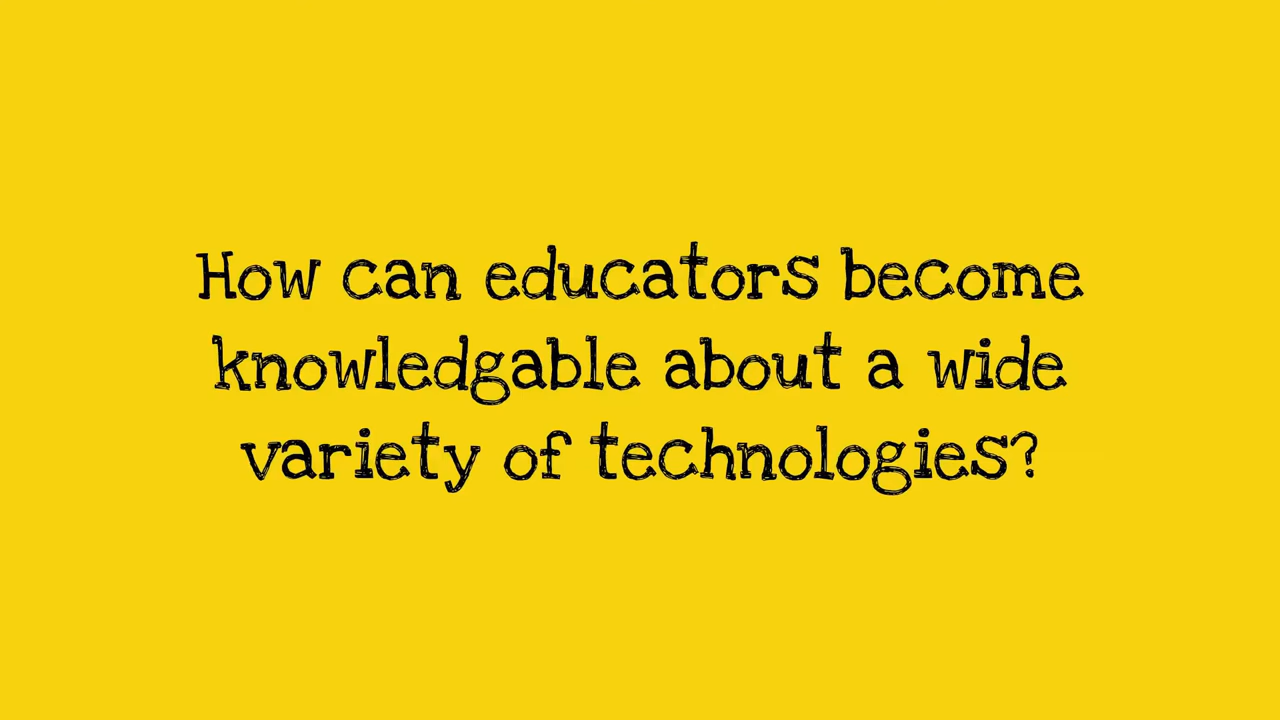 How can educators become
knowledgable about a wide
variety of technologies?